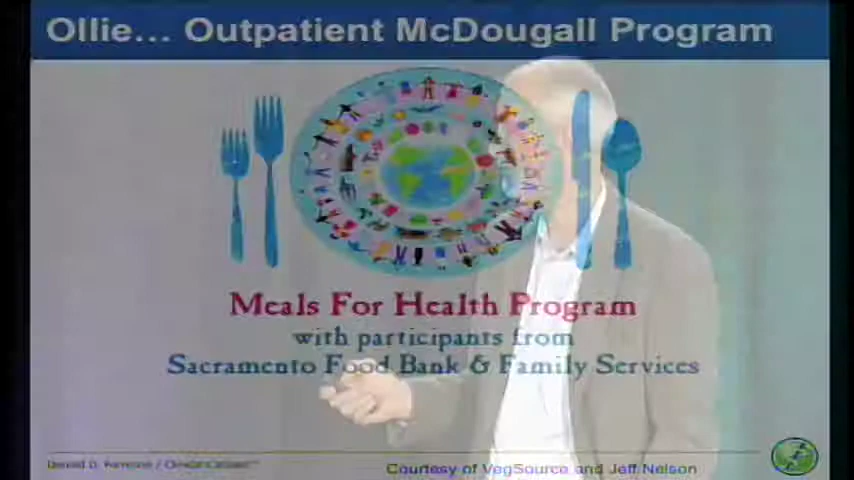 Ollie… Outpatient McDougall Program
Meals For Health Program
with participants from
Sacramento Food Bank & Family Services
Courtesy of VegSource and Jeff Nelson